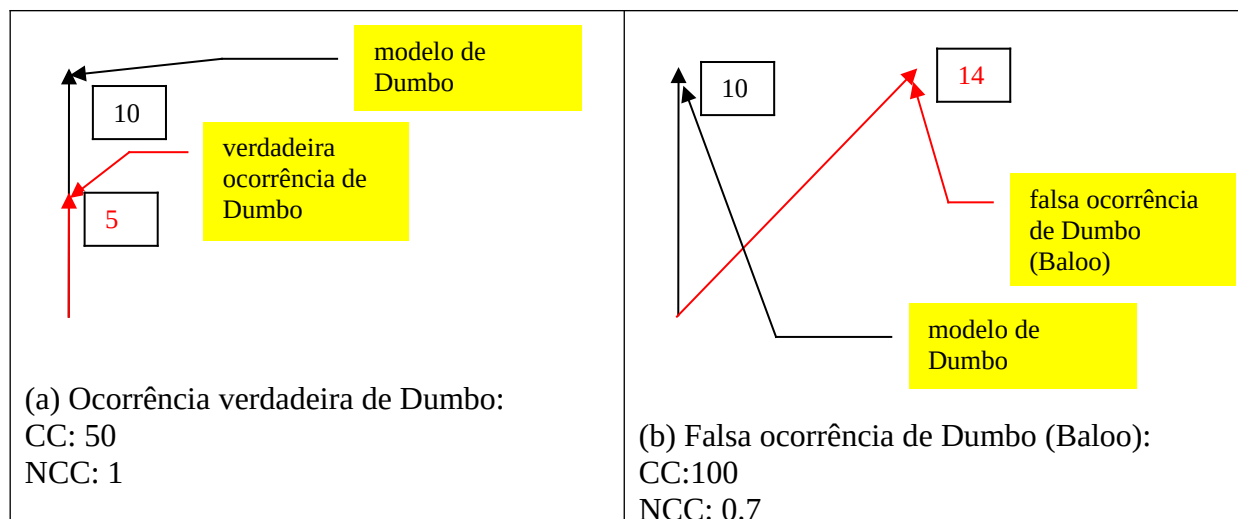 modelo de
Dumbo
10
verdadeira
ocorrência de
Dumbo
5
(a) Ocorrência verdadeira de Dumbo:
CC: 50
NCC: 1
10
14
falsa ocorrência
de Dumbo
(Baloo)
modelo de
Dumbo
(b) Falsa ocorrência de Dumbo (Baloo):
CC:100
NCC: 0.7